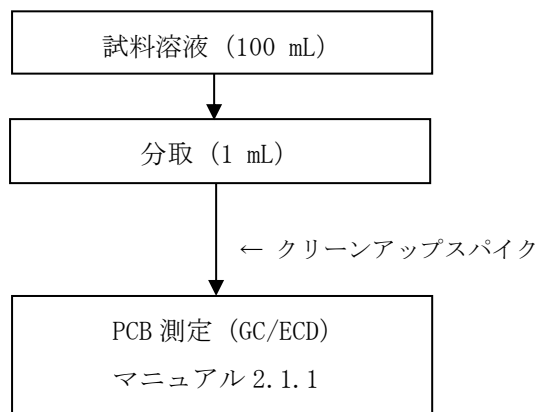 試料溶液 (100 mL)
分取 (1 mL)
← クリーンアップスパイク
PCB 測定 (GC/ECD)
マニュアル 2.1.1